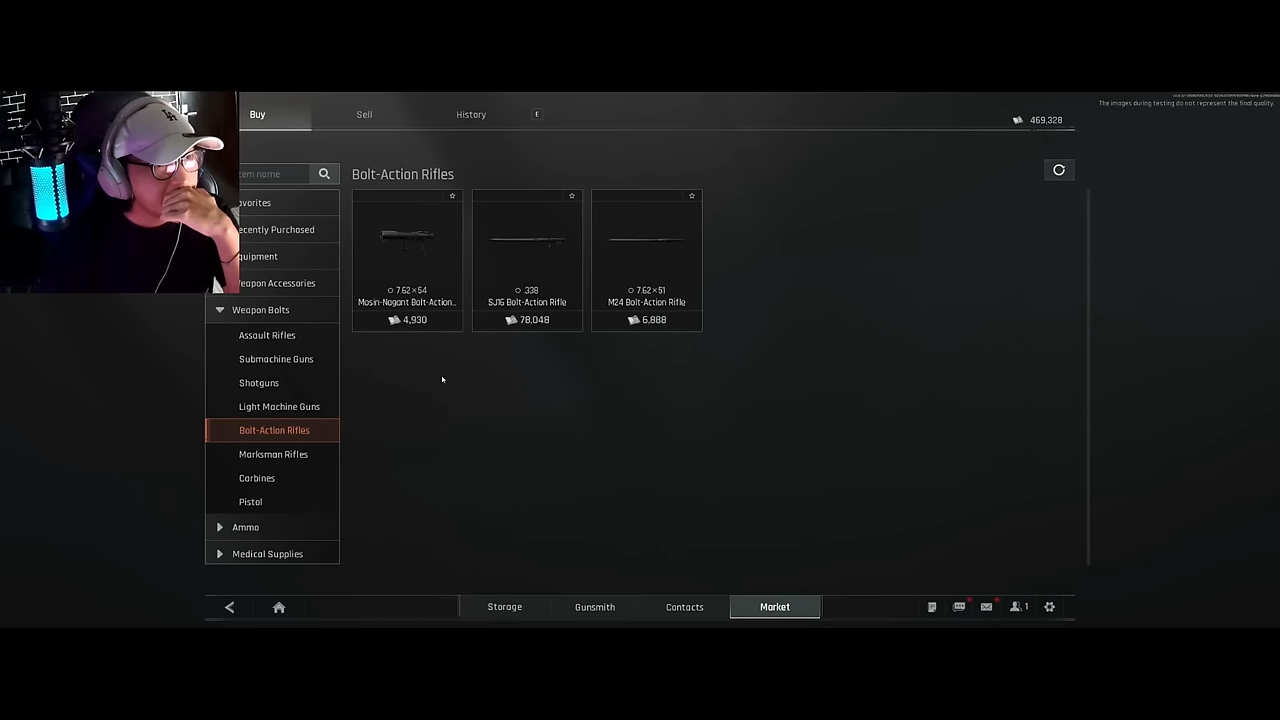 Buy
Sell
History
E
469,328
The images during testing do not represent the final quality.
tem name
Bolt-Action Rifles
avorites
ecently Purchased
quipment
eapon Accessories
Weapon Bolts
Assault Rifles
Submachine Guns
Shotguns
Light Machine Guns
Bolt-Action Rifles
Marksman Rifles
Carbines
Pistol
Ammo
Medical Supplies
7.62×54
Mosin-Nagant Bolt-Action..
4,930
.338
SJ16 Bolt-Action Rifle
78,048
7.62×51
M24 Bolt-Action Rifle
6,888
Storage
Gunsmith
Contacts
Market
1